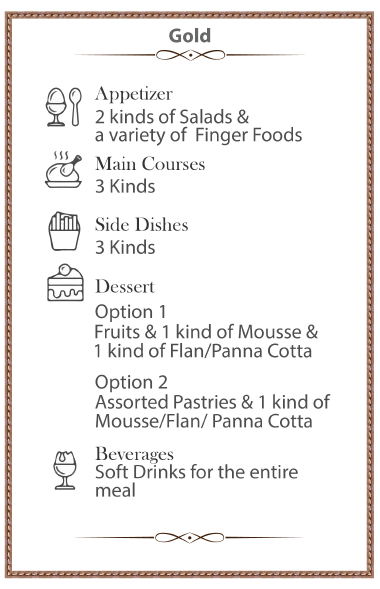 Gold
Appetizer
2 kinds of Salads &
a variety of Finger Foods
Main Courses
3 Kinds
Side Dishes
3 Kinds
Dessert
Option 1
Fruits & 1 kind of Mousse &
1 kind of Flan/Panna Cotta
Option 2
Assorted Pastries & 1 kind of
Mousse/Flan/ Panna Cotta
Beverages
Soft Drinks for the entire
meal